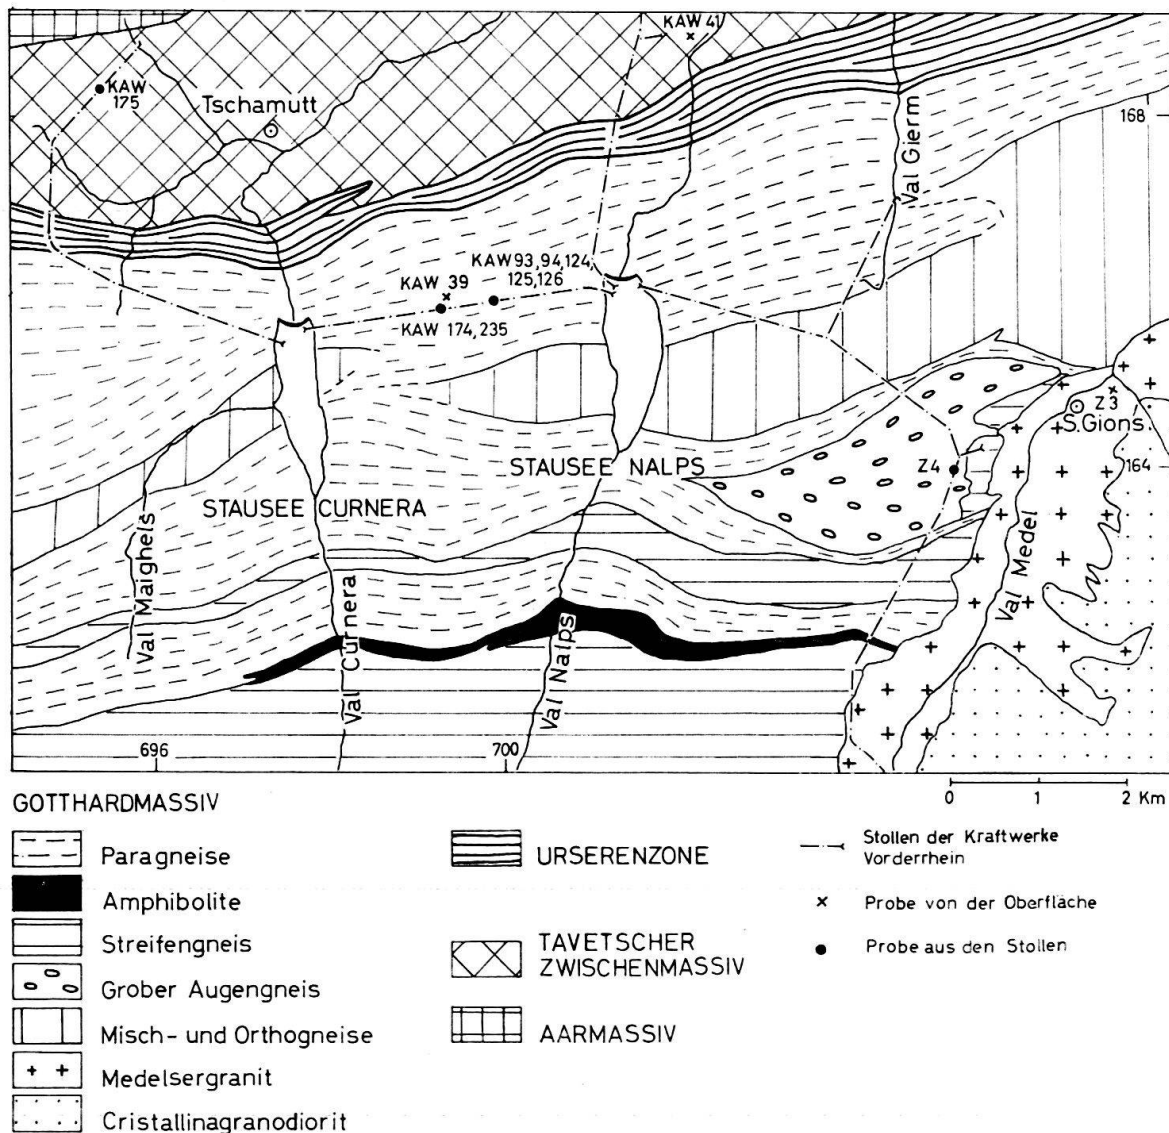 KAW 41
KAW
175
Tschamutt
168
Val Gierm
KAW 93, 94, 124,
125, 126
KAW 39
KAW 174, 235
Z3
S. Gions
164
Z4
STAUSEE NALPS
STAUSEE CURNERA
Val Maighels
Val Curnera
Val Nalps
Val Medel
696
700
0 1 2 Km
GOTTHARDMASSIV
Paragneise
Amphibolite
Streifengneis
Grober Augengneis
Misch- und Orthogneise
Medelsergranit
Cristallinagranodiorit
URSERENZONE
TAVETSCHER
ZWISCHENMASSIV
AARMASSIV
Stollen der Kraftwerke
Vorderrhein
Probe von der Oberfläche
Probe aus den Stollen